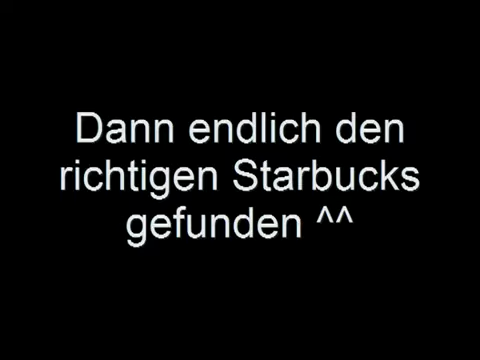 Dann endlich den
richtigen Starbucks
gefunden ^^